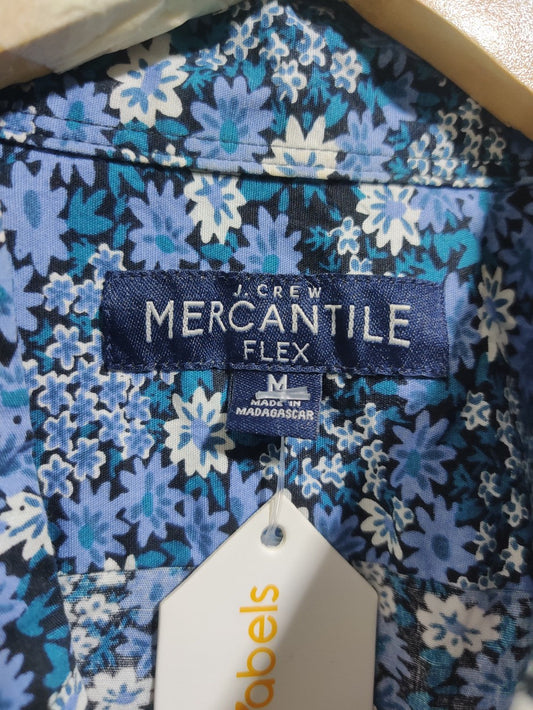 J. CREW
MERCANTILE
FLEX
M
MADE IN
MADAGASCAR
abels